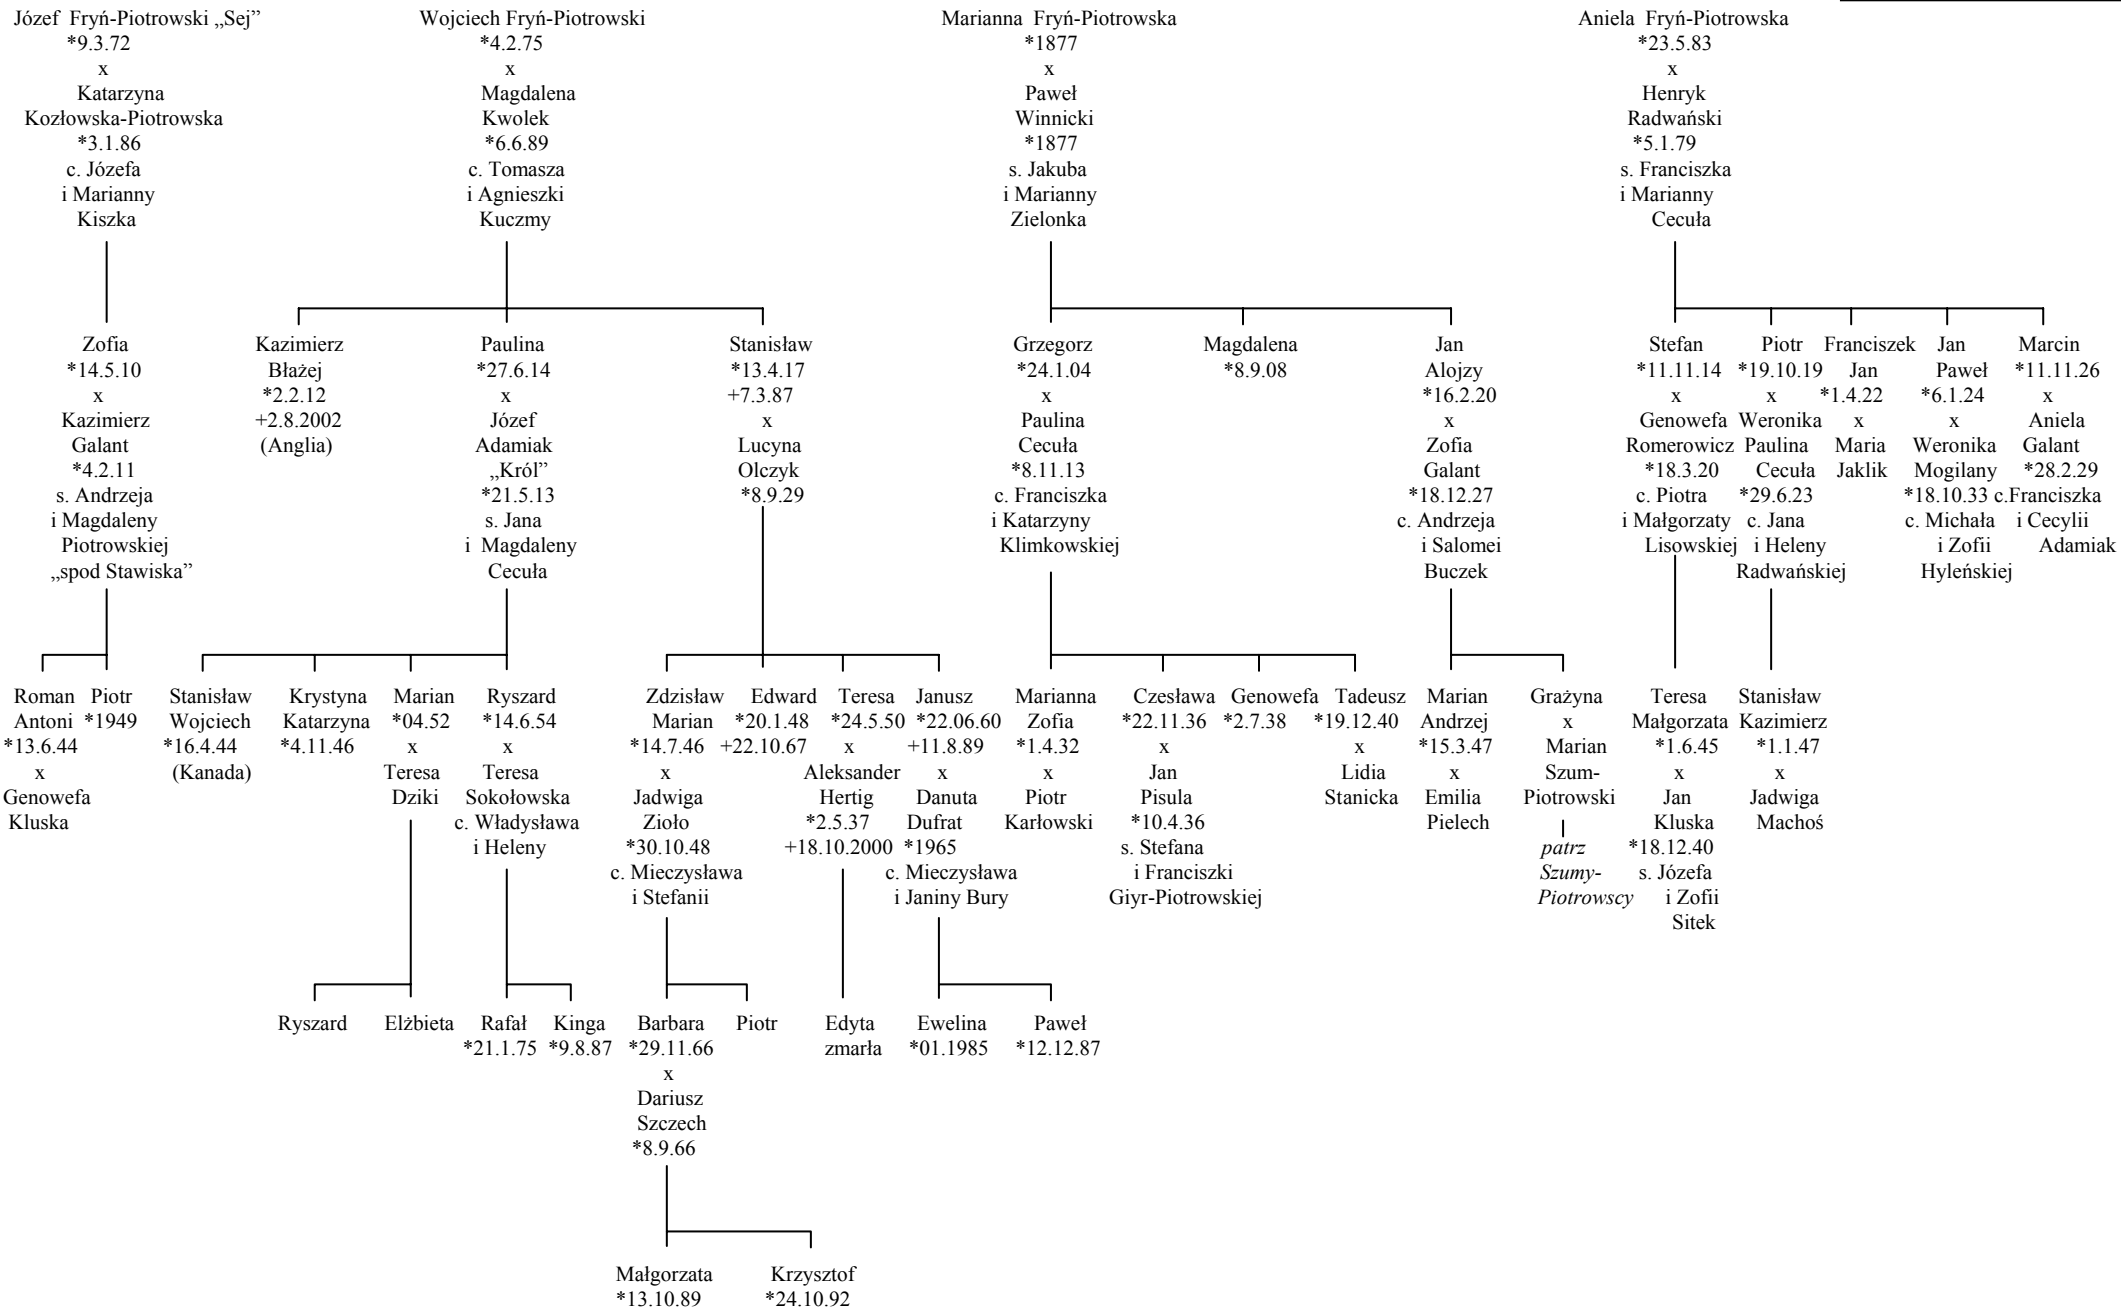 Józef Fryń-Piotrowski „Sej”
*9.3.72
x
Katarzyna
Kozłowska-Piotrowska
*3.1.86
c. Józefa
i Marianny
Kiszka
Wojciech Fryń-Piotrowski
*4.2.75
x
Magdalena
Kwolek
*6.6.89
c. Tomasza
i Agnieszki
Kuczmy
Marianna Fryń-Piotrowska
*1877
x
Paweł
Winnicki
*1877
s. Jakuba
i Marianny
Zielonka
Aniela Fryń-Piotrowska
*23.5.83
x
Henryk
Radwański
*5.1.79
s. Franciszka
i Marianny
Cecuła
Zofia
*14.5.10
x
Kazimierz
Galant
*4.2.11
s. Andrzeja
i Magdaleny
Piotrowskiej
„spod Stawiska”
Kazimierz
Błażej
*2.2.12
+2.8.2002
(Anglia)
Paulina
*27.6.14
x
Józef
Adamiak
„Król”
*21.5.13
s. Jana
i Magdaleny
Cecuła
Stanisław
*13.4.17
+7.3.87
x
Lucyna
Olczyk
*8.9.29
Grzegorz
*24.1.04
x
Paulina
Cecuła
*8.11.13
c. Franciszka
i Katarzyny
Klimkowskiej
Magdalena
*8.9.08
Jan
Alojzy
*16.2.20
x
Zofia
Galant
*18.12.27
c. Andrzeja
i Salomei
Buczek
Stefan
*11.11.14
x
Genowefa
Romerowicz
*18.3.20
c. Piotra
i Małgorzaty
Lisowskiej
Piotr
*19.10.19
x
Weronika
Paulina
Cecuła
*29.6.23
c. Jana
i Heleny
Radwańskiej
Franciszek
Jan
*1.4.22
x
Maria
Jaklik
Jan
Paweł
*6.1.24
x
Weronika
Mogilany
*18.10.33
c. Michała
i Zofii
Hyleńskiej
Marcin
*11.11.26
x
Aniela
Galant
*28.2.29
c.Franciszka
i Cecylii
Adamiak
Roman
Antoni
*13.6.44
x
Genowefa
Kluska
Piotr
*1949
Stanisław
Wojciech
*16.4.44
(Kanada)
Krystyna
Katarzyna
*4.11.46
Marian
*04.52
x
Teresa
Dziki
Ryszard
*14.6.54
x
Teresa
Sokołowska
c. Władysława
i Heleny
Zdzisław
Marian
*14.7.46
x
Jadwiga
Zioło
*30.10.48
c. Mieczysława
i Stefanii
Edward
*20.1.48
+22.10.67
Teresa
*24.5.50
x
Aleksander
Hertig
*2.5.37
+18.10.2000
Janusz
*22.06.60
+11.8.89
x
Danuta
Dufrat
*1965
c. Mieczysława
i Janiny Bury
Marianna
Zofia
*1.4.32
x
Piotr
Karłowski
Czesława
*22.11.36
x
Jan
Pisula
*10.4.36
s. Stefana
i Franciszki
Giyr-Piotrowskiej
Genowefa
*2.7.38
Tadeusz
*19.12.40
x
Lidia
Stanicka
Marian
Andrzej
*15.3.47
x
Emilia
Pielech
Grażyna
x
Marian
Szum-
Piotrowski
patrz
Szumy-
Piotrowscy
Teresa
Małgorzata
*1.6.45
x
Jan
Kluska
*18.12.40
s. Józefa
i Zofii
Sitek
Stanisław
Kazimierz
*1.1.47
x
Jadwiga
Machoś
Ryszard
Elżbieta
Rafał
*21.1.75
Kinga
*9.8.87
Barbara
*29.11.66
x
Dariusz
Szczech
*8.9.66
Piotr
Edyta
zmarła
Ewelina
*01.1985
Paweł
*12.12.87
Małgorzata
*13.10.89
Krzysztof
*24.10.92